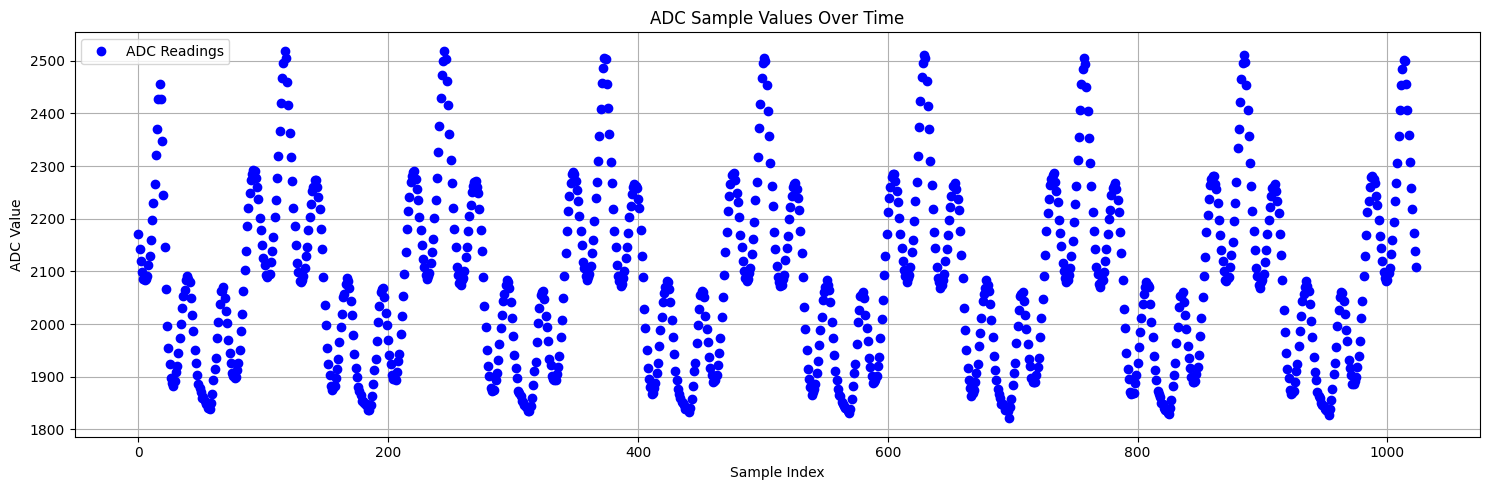 ADC Sample Values Over Time
ADC Readings
ADC Value
2500
2400
2300
2200
2100
2000
1900
1800
0 200 400 600 800 1000
Sample Index